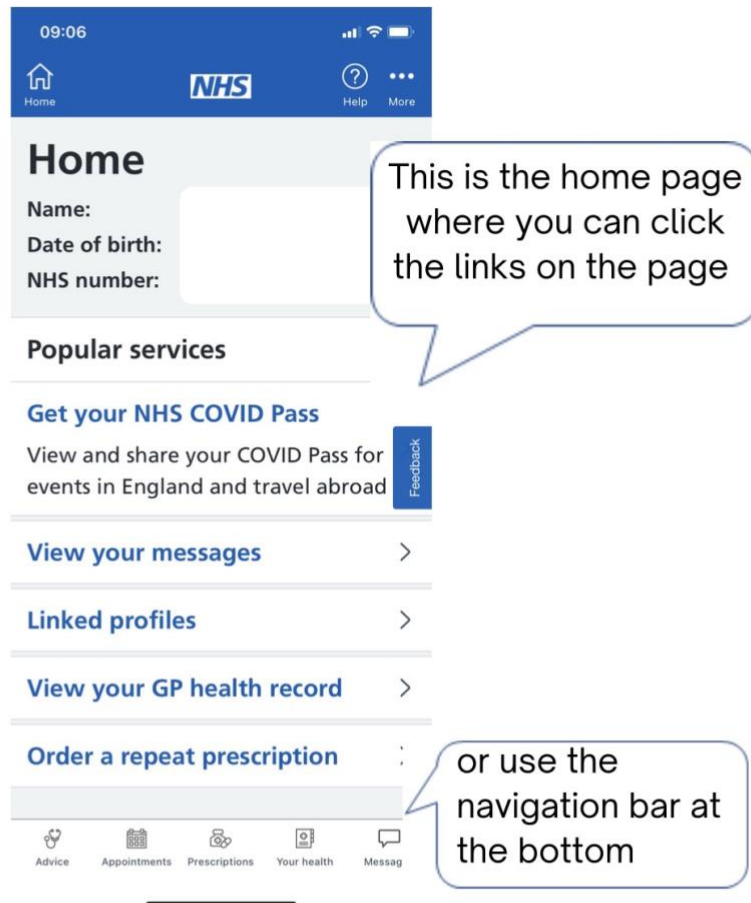 09:06
Home
NHS
Help
More
Home
Name:
Date of birth:
NHS number:
This is the home page
where you can click
the links on the page
Popular services
Get your NHS COVID Pass
View and share your COVID Pass for
events in England and travel abroad
Feedback
View your messages
Linked profiles
View your GP health record
Order a repeat prescription
or use the
navigation bar at
the bottom
Advice
Appointments
Prescriptions
Your health
Messag